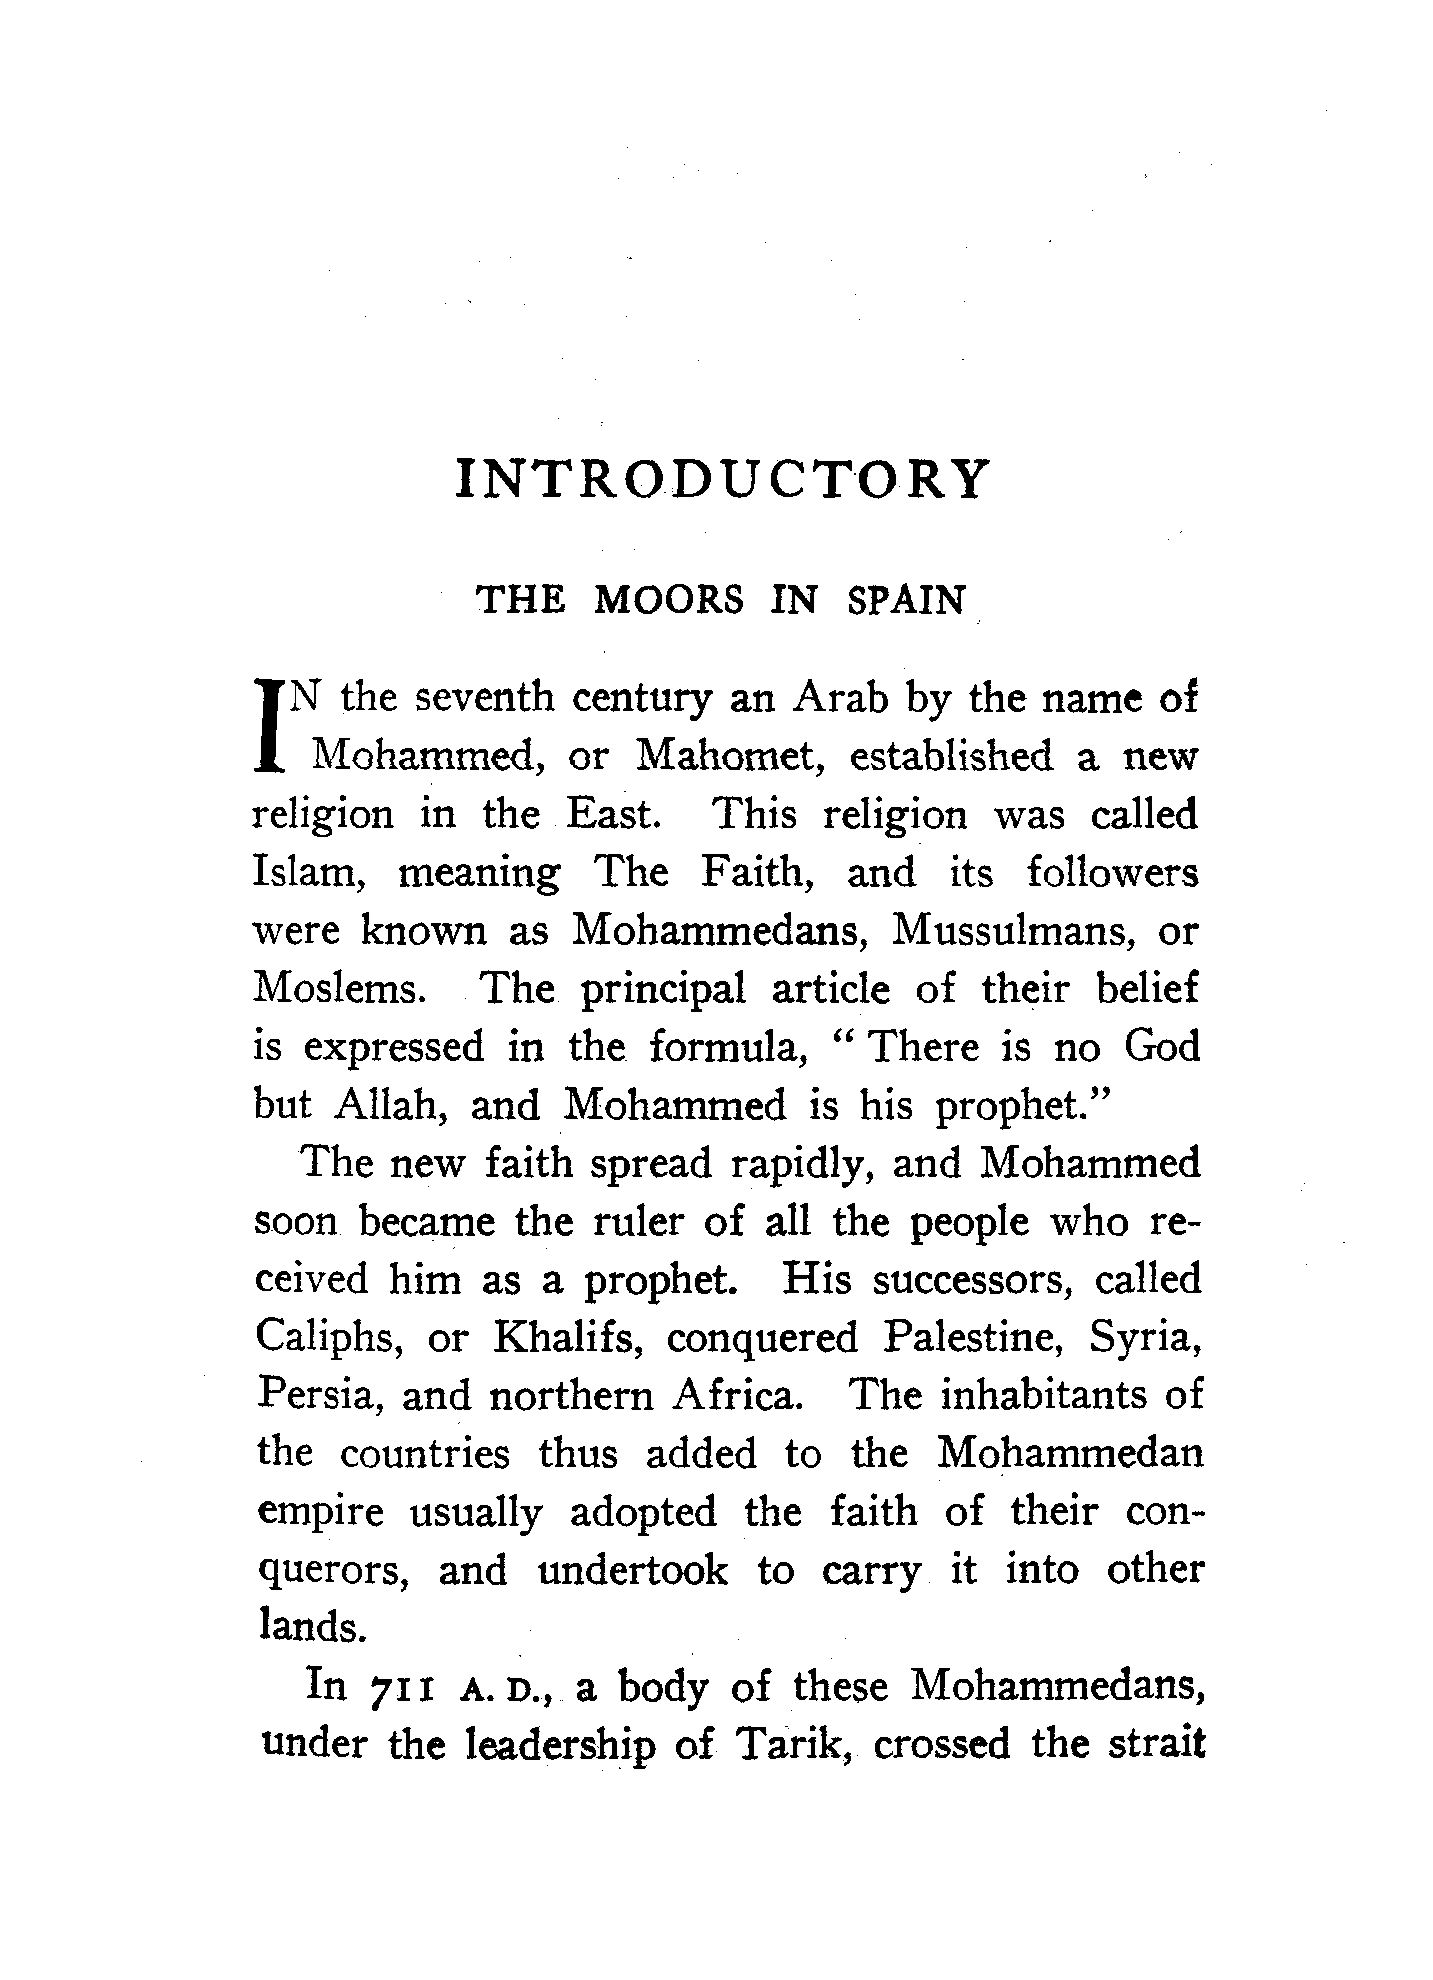 INTRODUCTORY
THE MOORS IN SPAIN
IN the seventh century an Arab by the name of
Mohammed, or Mahomet, established a new
religion in the East. This religion was called
Islam, meaning The Faith, and its followers
were known as Mohammedans, Mussulmans, or
Moslems. The principal article of their belief
is expressed in the formula, “ There is no God
but Allah, and Mohammed is his prophet.”
The new faith spread rapidly, and Mohammed
soon became the ruler of all the people who re-
ceived him as a prophet. His successors, called
Caliphs, or Khalifs, conquered Palestine, Syria,
Persia, and northern Africa. The inhabitants of
the countries thus added to the Mohammedan
empire usually adopted the faith of their con-
querors, and undertook to carry it into other
lands.
In 711 A. D., a body of these Mohammedans,
under the leadership of Tarik, crossed the strait